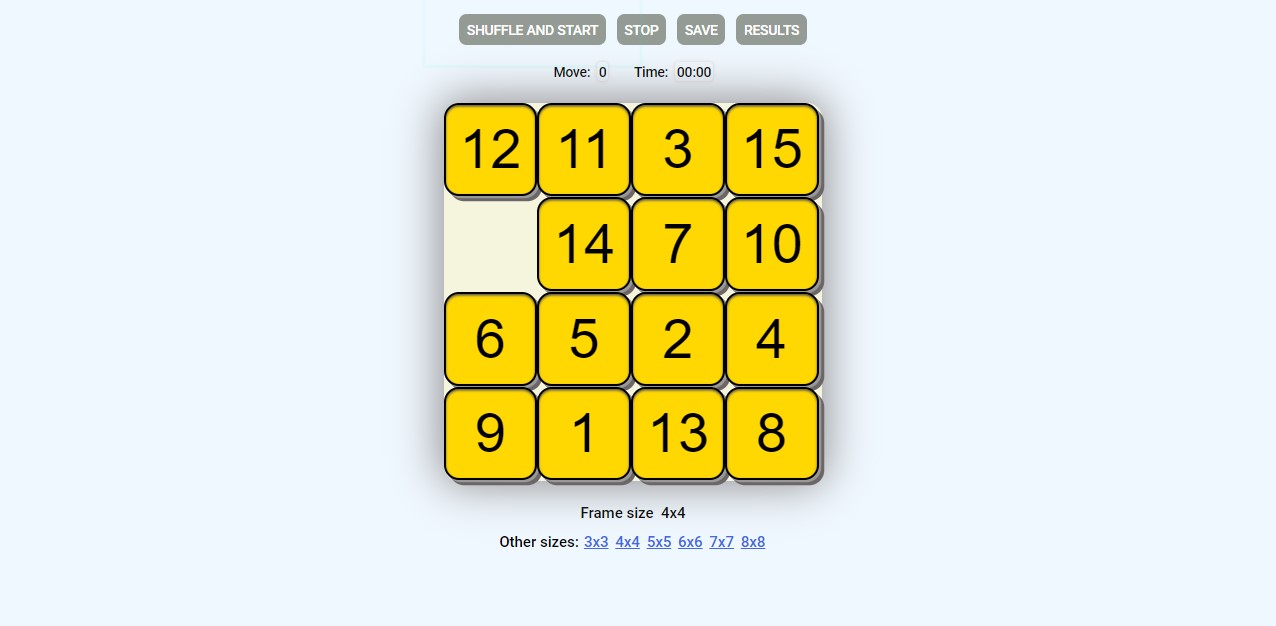 SHUFFLE AND START STOP SAVE RESULTS
Move: 0 Time: 00:00
12 11 3 15
14 7 10
6 5 2 4
9 1 13 8
Frame size 4x4
Other sizes: 3x3 4x4 5x5 6x6 7x7 8x8